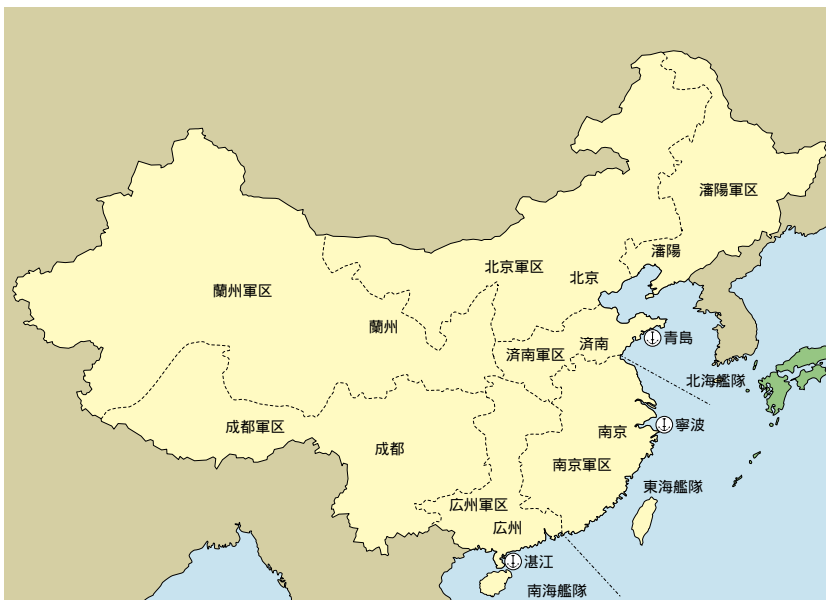 瀋陽軍区
瀋陽
北京軍区
北京
蘭州軍区
蘭州
済南
青島
済南軍区
北海艦隊
成都軍区
寧波
南京
成都
南京軍区
東海艦隊
広州軍区
広州
湛江
南海艦隊